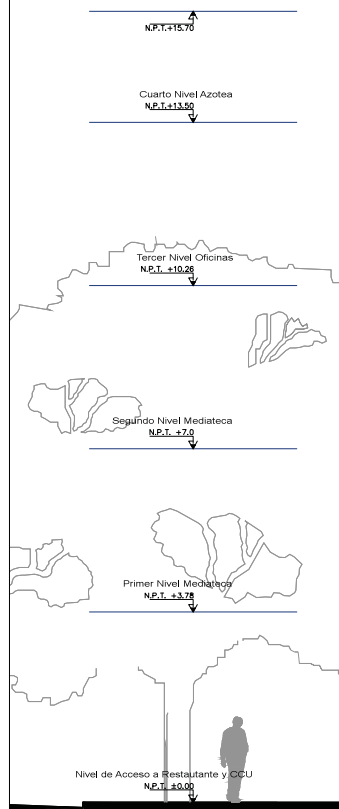 N.P.T.+15.70
Cuarto Nivel Azotea
N.P.T.+13.50
Tercer Nivel Oficinas
N.P.T. +10.26
Segundo Nivel Mediateca
N.P.T. +7.0
Primer Nivel Mediateca
N.P.T. +3.78
Nivel de Acceso a Restautante y CCU
N.P.T. ±0.00